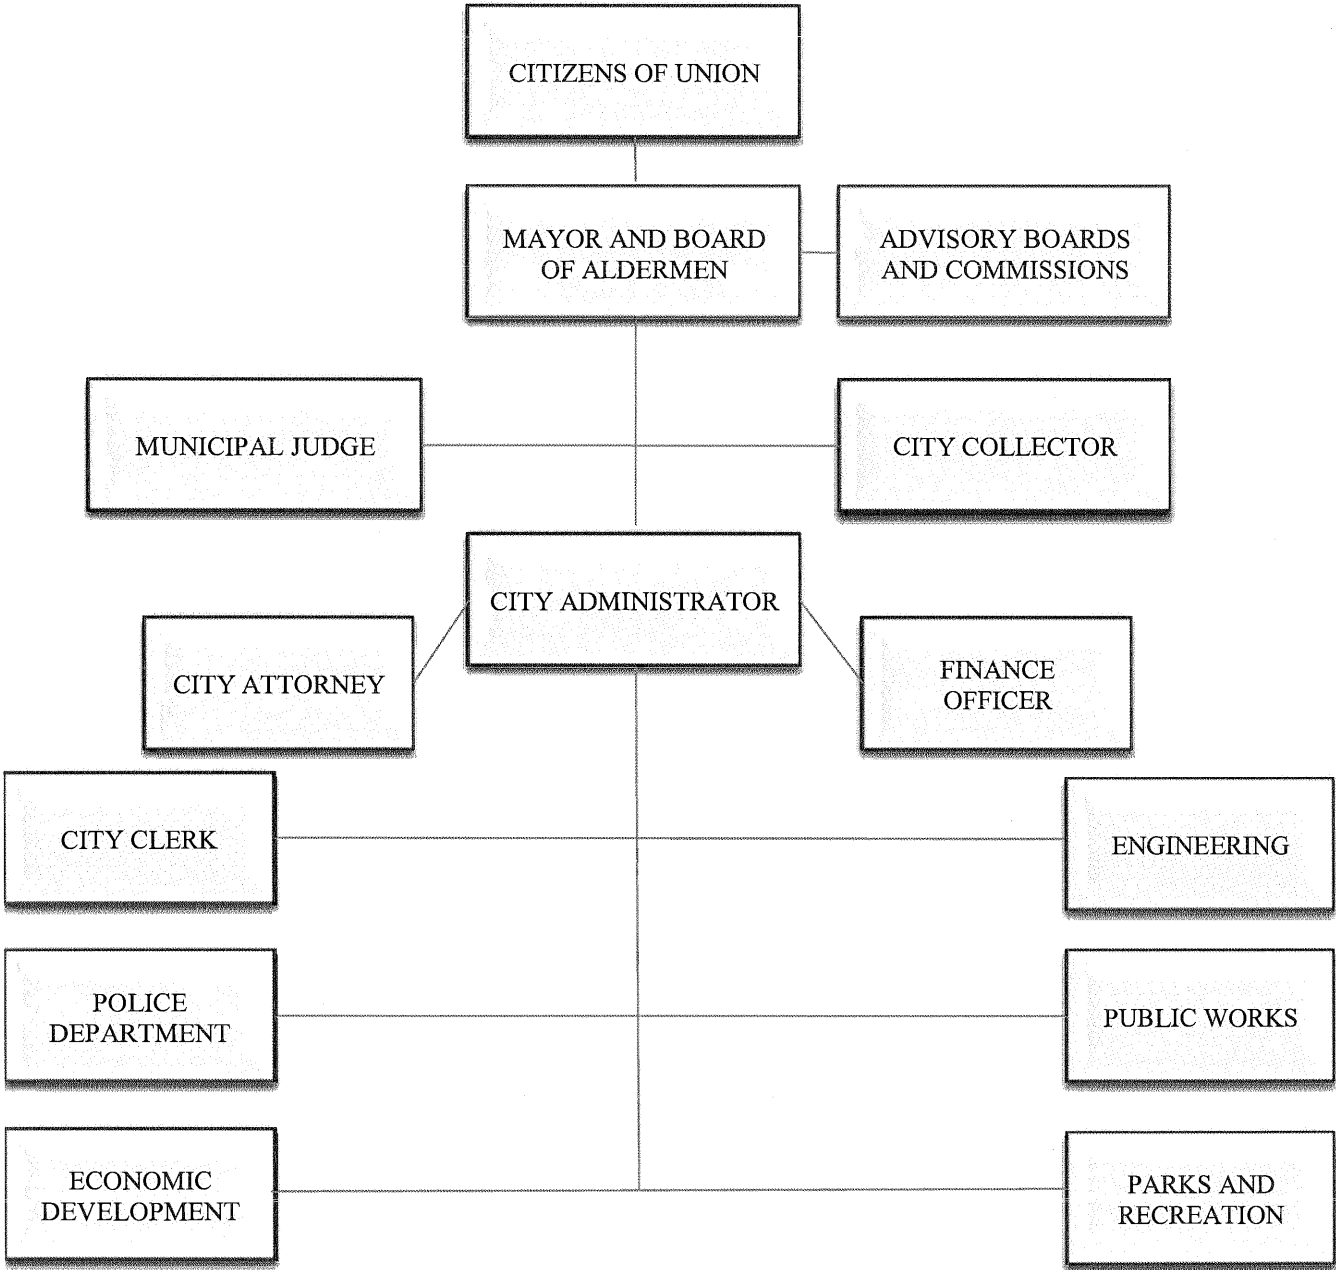 CITIZENS OF UNION
MAYOR AND BOARD
OF ALDERMEN
ADVISORY BOARDS
AND COMMISSIONS
MUNICIPAL JUDGE
CITY COLLECTOR
CITY ADMINISTRATOR
CITY ATTORNEY
FINANCE
OFFICER
CITY CLERK
ENGINEERING
POLICE
DEPARTMENT
PUBLIC WORKS
ECONOMIC
DEVELOPMENT
PARKS AND
RECREATION